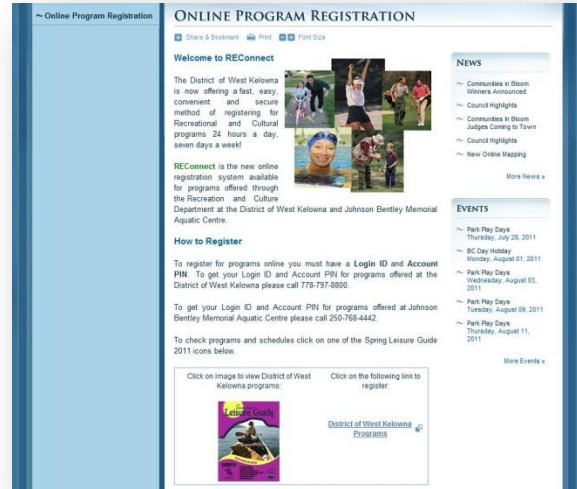 ~ Online Program Registration
ONLINE PROGRAM REGISTRATION
Share & Bookmark Print Font Size
Welcome to REConnect
The District of West Kelowna
is now offering a fast, easy,
convenient and secure
method of registering for
Recreational and Cultural
programs 24 hours a day,
seven days a week!
REConnect is the new online
registration system available
for programs offered through
the Recreation and Culture
Department at the District of West Kelowna and Johnson Bentley Memorial
Aquatic Centre.
How to Register
To register for programs online you must have a Login ID and Account
PIN. To get your Login ID and Account PIN for programs offered at the
District of West Kelowna please call 778-797-8800.
To get your Login ID and Account PIN for programs offered at Johnson
Bentley Memorial Aquatic Centre please call 250-768-4442.
To check programs and schedules click on one of the Spring Leisure Guide
2011 icons below.
Click on image to view District of West
Kelowna programs:
Leisure Guide
Click on the following link to
register:
District of West Kelowna
Programs
NEWS
~ Communities in Bloom
Winners Announced
~ Council Highlights
~ Communities in Bloom
Judges Coming to Town
~ Council Highlights
~ New Online Mapping
More News »
EVENTS
~ Park Play Days
Thursday, July 28, 2011
~ BC Day Holiday
Monday, August 01, 2011
~ Park Play Days
Wednesday, August 03,
2011
~ Park Play Days
Tuesday, August 09, 2011
~ Park Play Days
Thursday, August 11,
2011
More Events »